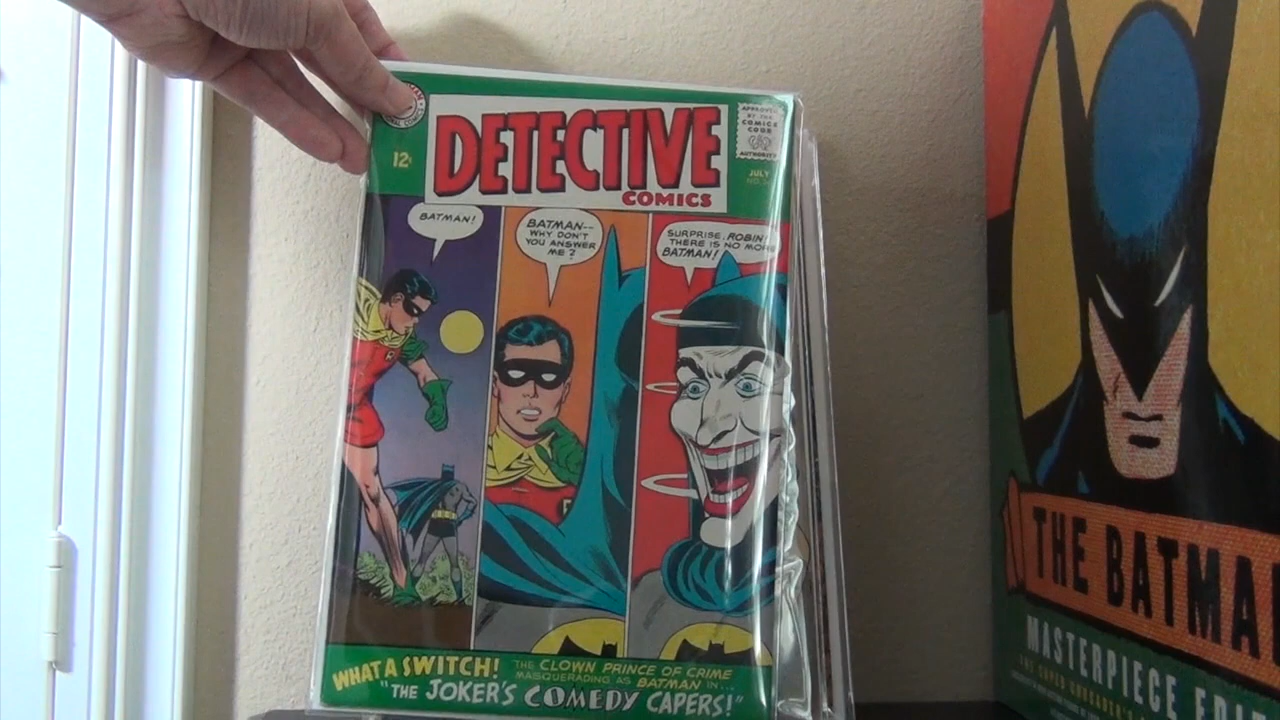 DETECTIVE
COMICS
12¢
APPROVED
BY THE
COMICS
CODE
AUTHORITY
JULY
NO.
BATMAN!
BATMAN--
WHY DON'T
YOU ANSWER
ME?
SURPRISE, ROBIN!
THERE IS NO MORE
BATMAN!
R
WHAT A SWITCH!
THE CLOWN PRINCE OF CRIME
MASQUERADING AS BATMAN IN...
"THE JOKER'S COMEDY CAPERS!"
THE BATMA
MASTERPIECE EDI